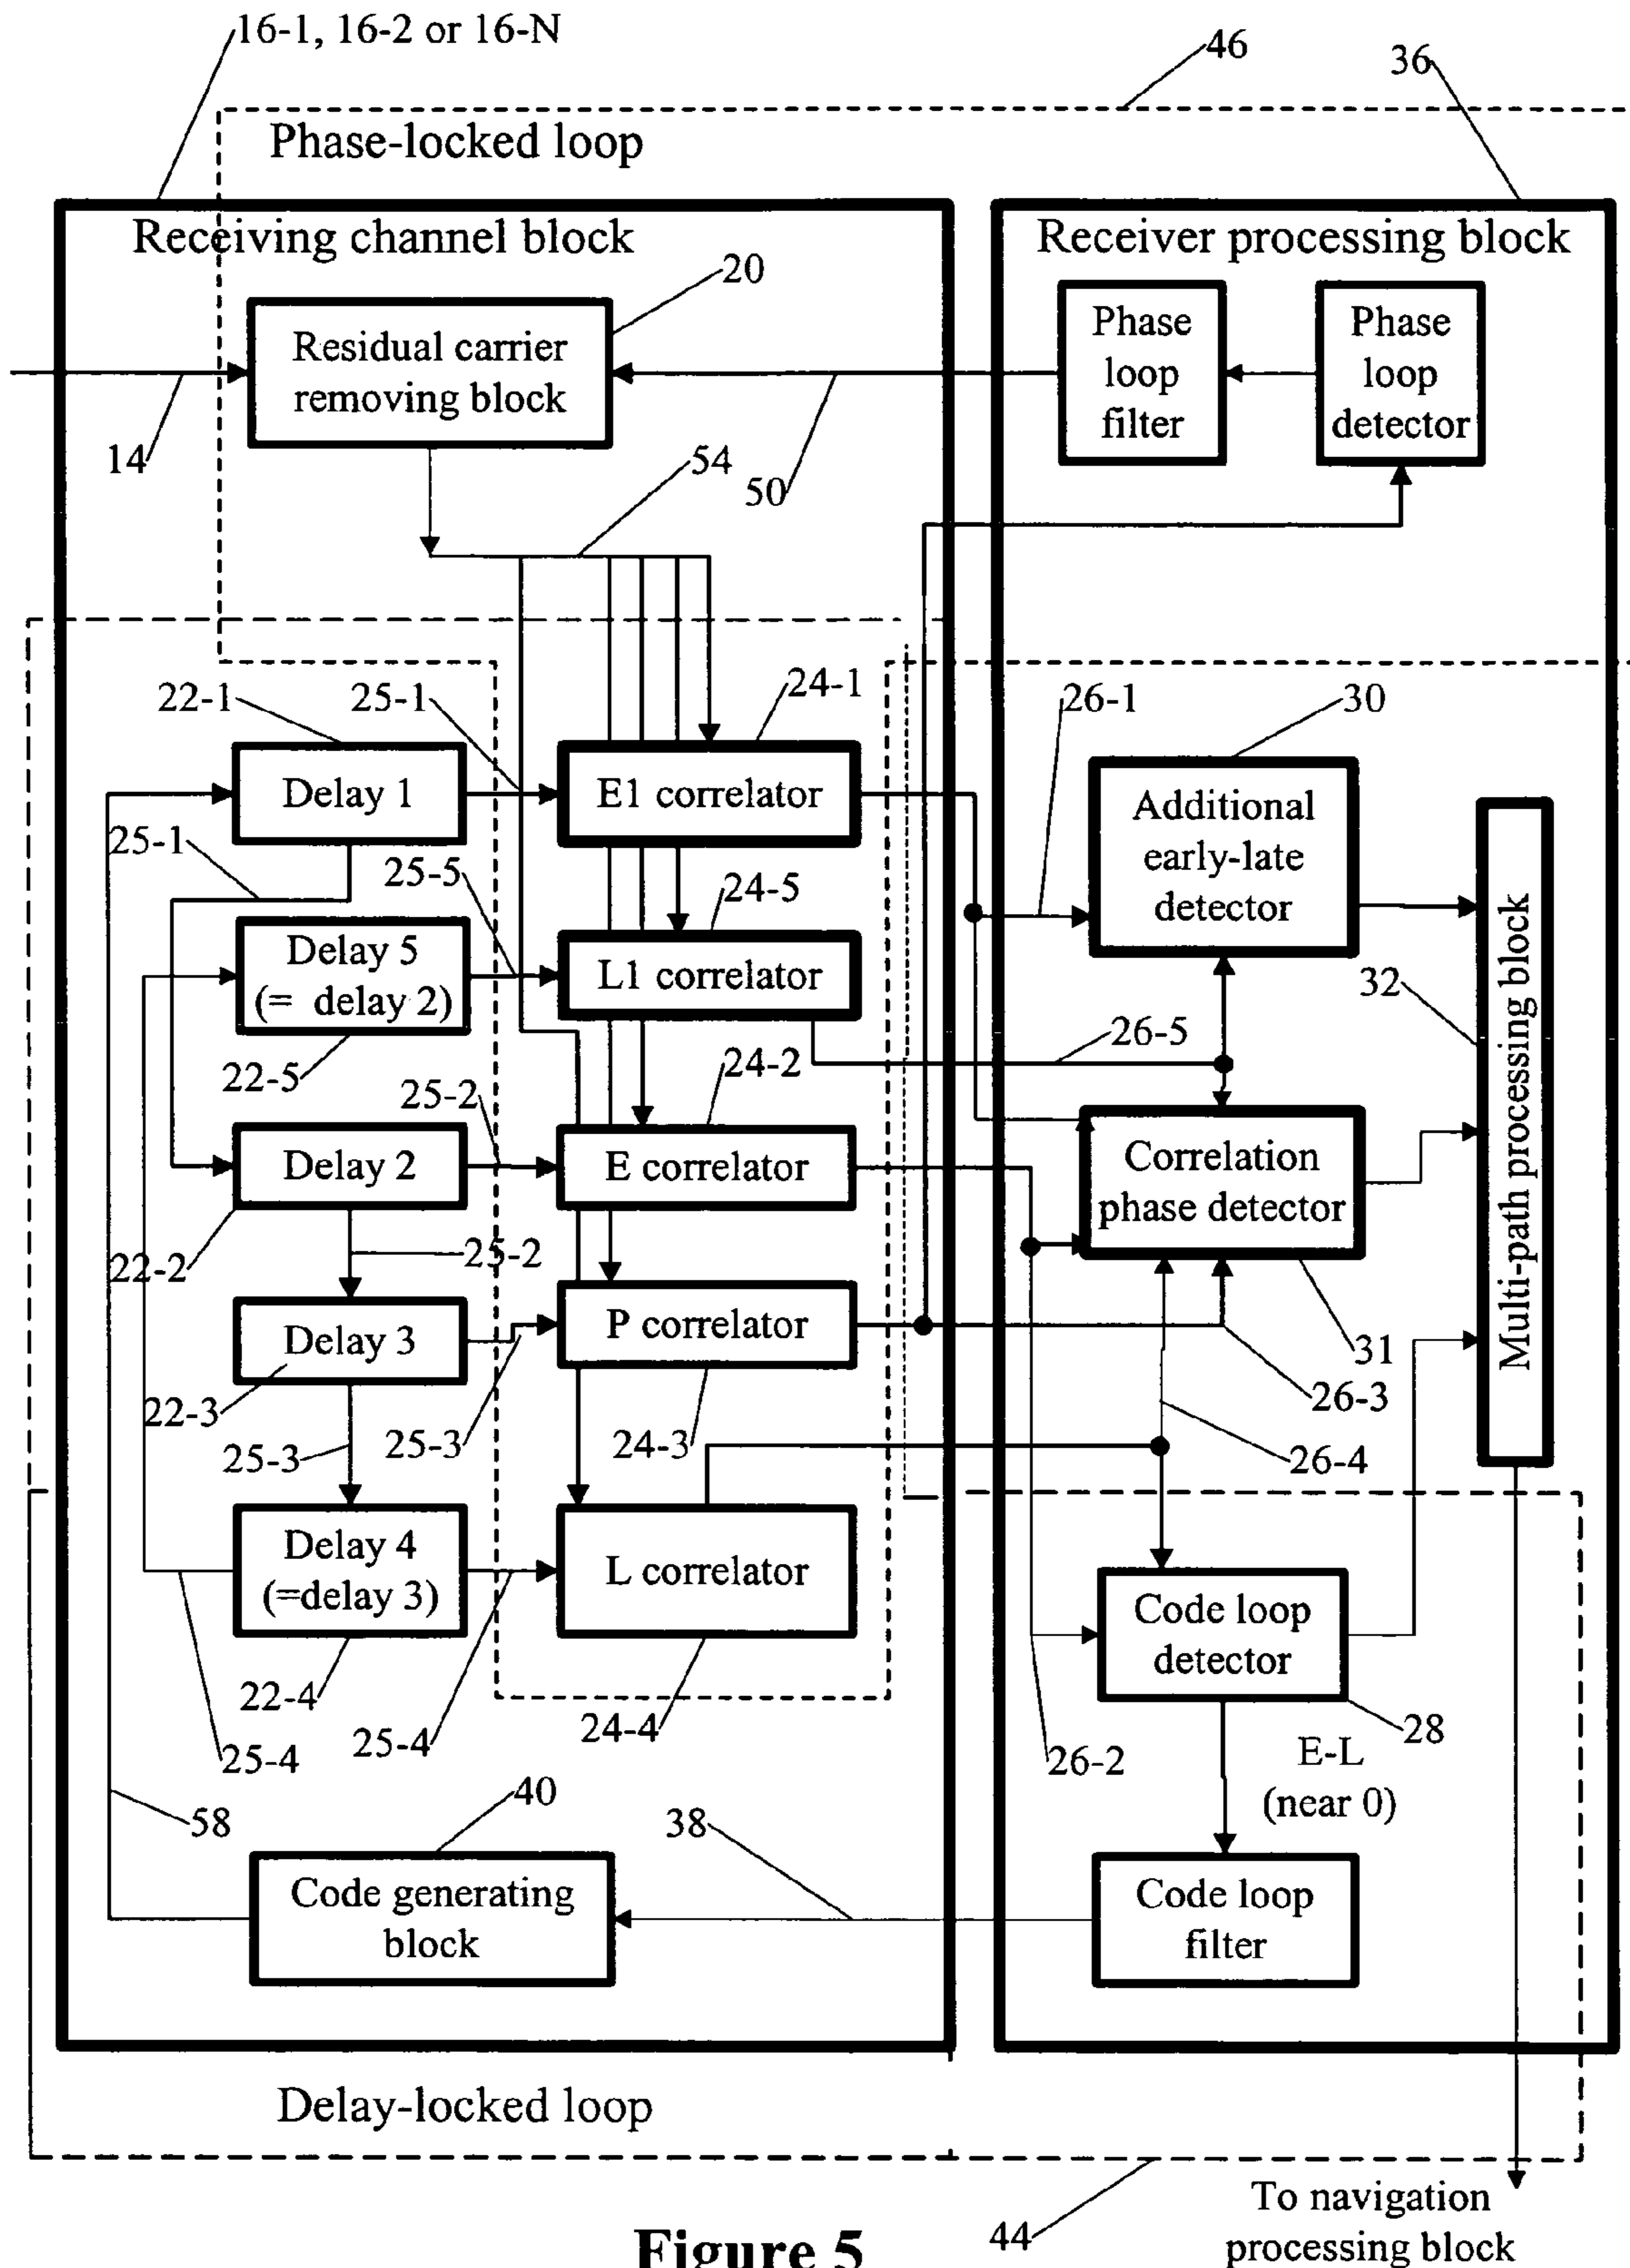 16-1, 16-2 or 16-N
46
36
Phase-locked loop
Receiving channel block
Receiver processing block
20
Residual carrier
removing block
Phase
loop
filter
Phase
loop
detector
14
54
50
22-1
25-1
24-1
26-1
30
Delay 1
E1 correlator
Additional
early-late
detector
25-1
25-5
24-5
Delay 5
(= delay 2)
L1 correlator
32
Multi-path processing block
22-5
24-2
26-5
25-2
Delay 2
E correlator
Correlation
phase detector
22-2
25-2
Delay 3
P correlator
31
22-3
25-3
25-3
24-3
26-3
26-4
Delay 4
(=delay 3)
L correlator
Code loop
detector
22-4
25-4
25-4
24-4
26-2
28
E-L
(near 0)
58
40
38
Code generating
block
Code loop
filter
Delay-locked loop
44
To navigation
processing block
Figure 5